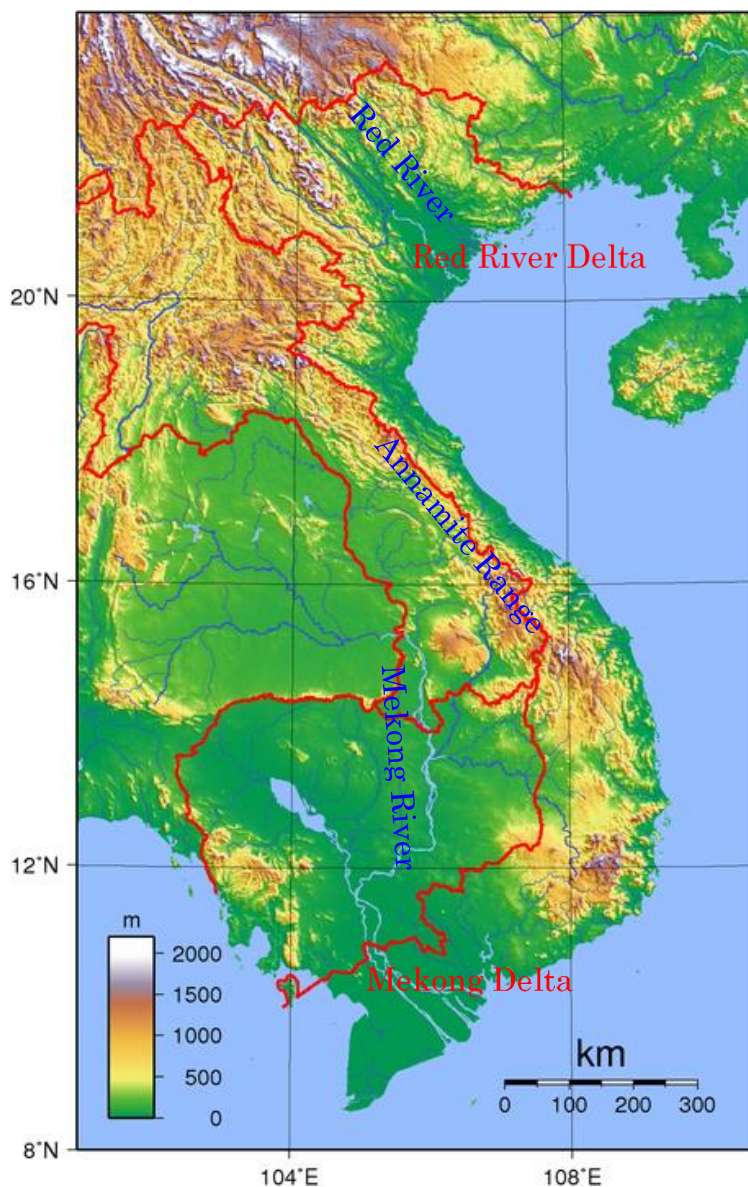 Red River
Red River Delta
20°N
Annamite Range
16°N
Mekong River
12°N
m
2000
1500
1000
500
0
Mekong Delta
km
0 100 200 300
8°N
104°E 108°E